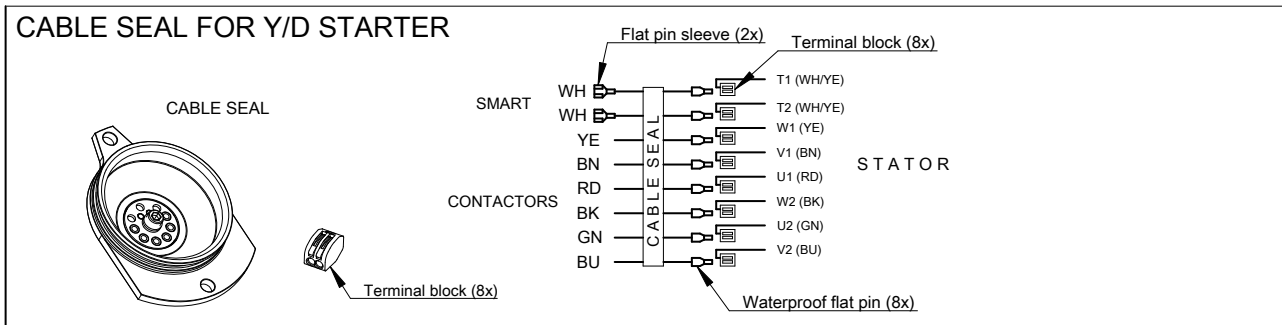 CABLE SEAL FOR Y/D STARTER
Flat pin sleeve (2x)
Terminal block (8x)
CABLE SEAL
SMART
CONTACTORS
WH
WH
YE
BN
RD
BK
GN
BU
CABLE SEAL
T1 (WH/YE)
T2 (WH/YE)
W1 (YE)
V1 (BN)
U1 (RD)
W2 (BK)
U2 (GN)
V2 (BU)
STATOR
Terminal block (8x)
Waterproof flat pin (8x)